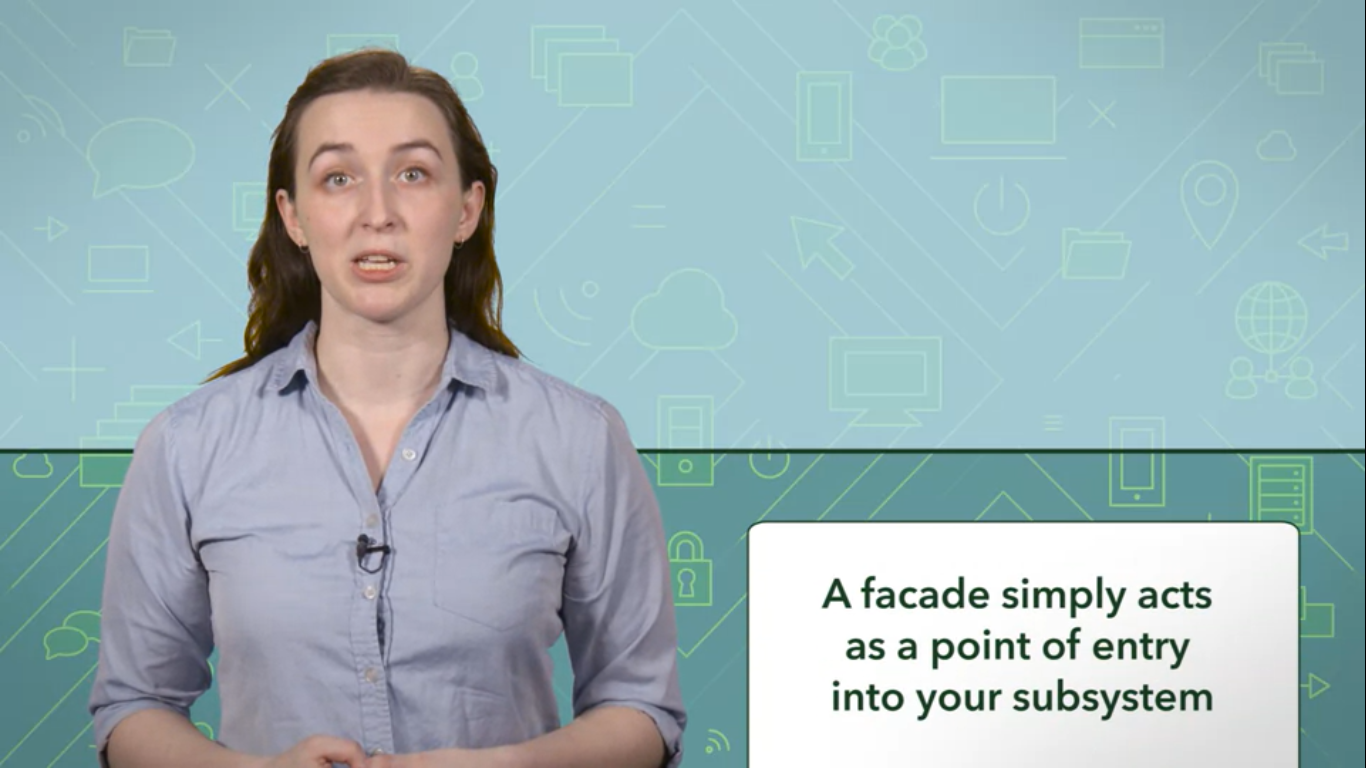 A facade simply acts
as a point of entry
into your subsystem